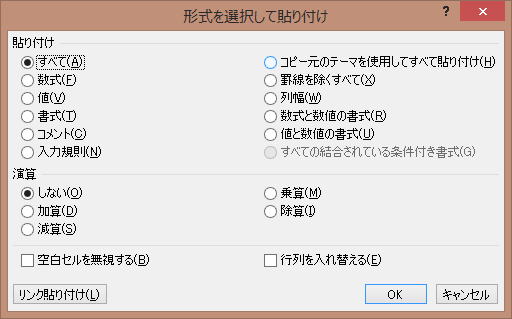 形式を選択して貼り付け
?
貼り付け
すべて(A)
コピー元のテーマを使用してすべて貼り付け(H)
数式(F)
罫線を除くすべて(X)
値(V)
列幅(W)
書式(T)
数式と数値の書式(R)
コメント(C)
値と数値の書式(U)
入力規則(N)
すべての結合されている条件付き書式(G)
演算
しない(O)
乗算(M)
加算(D)
除算(I)
減算(S)
空白セルを無視する(B)
行列を入れ替える(E)
リンク貼り付け(L)
OK
キャンセル